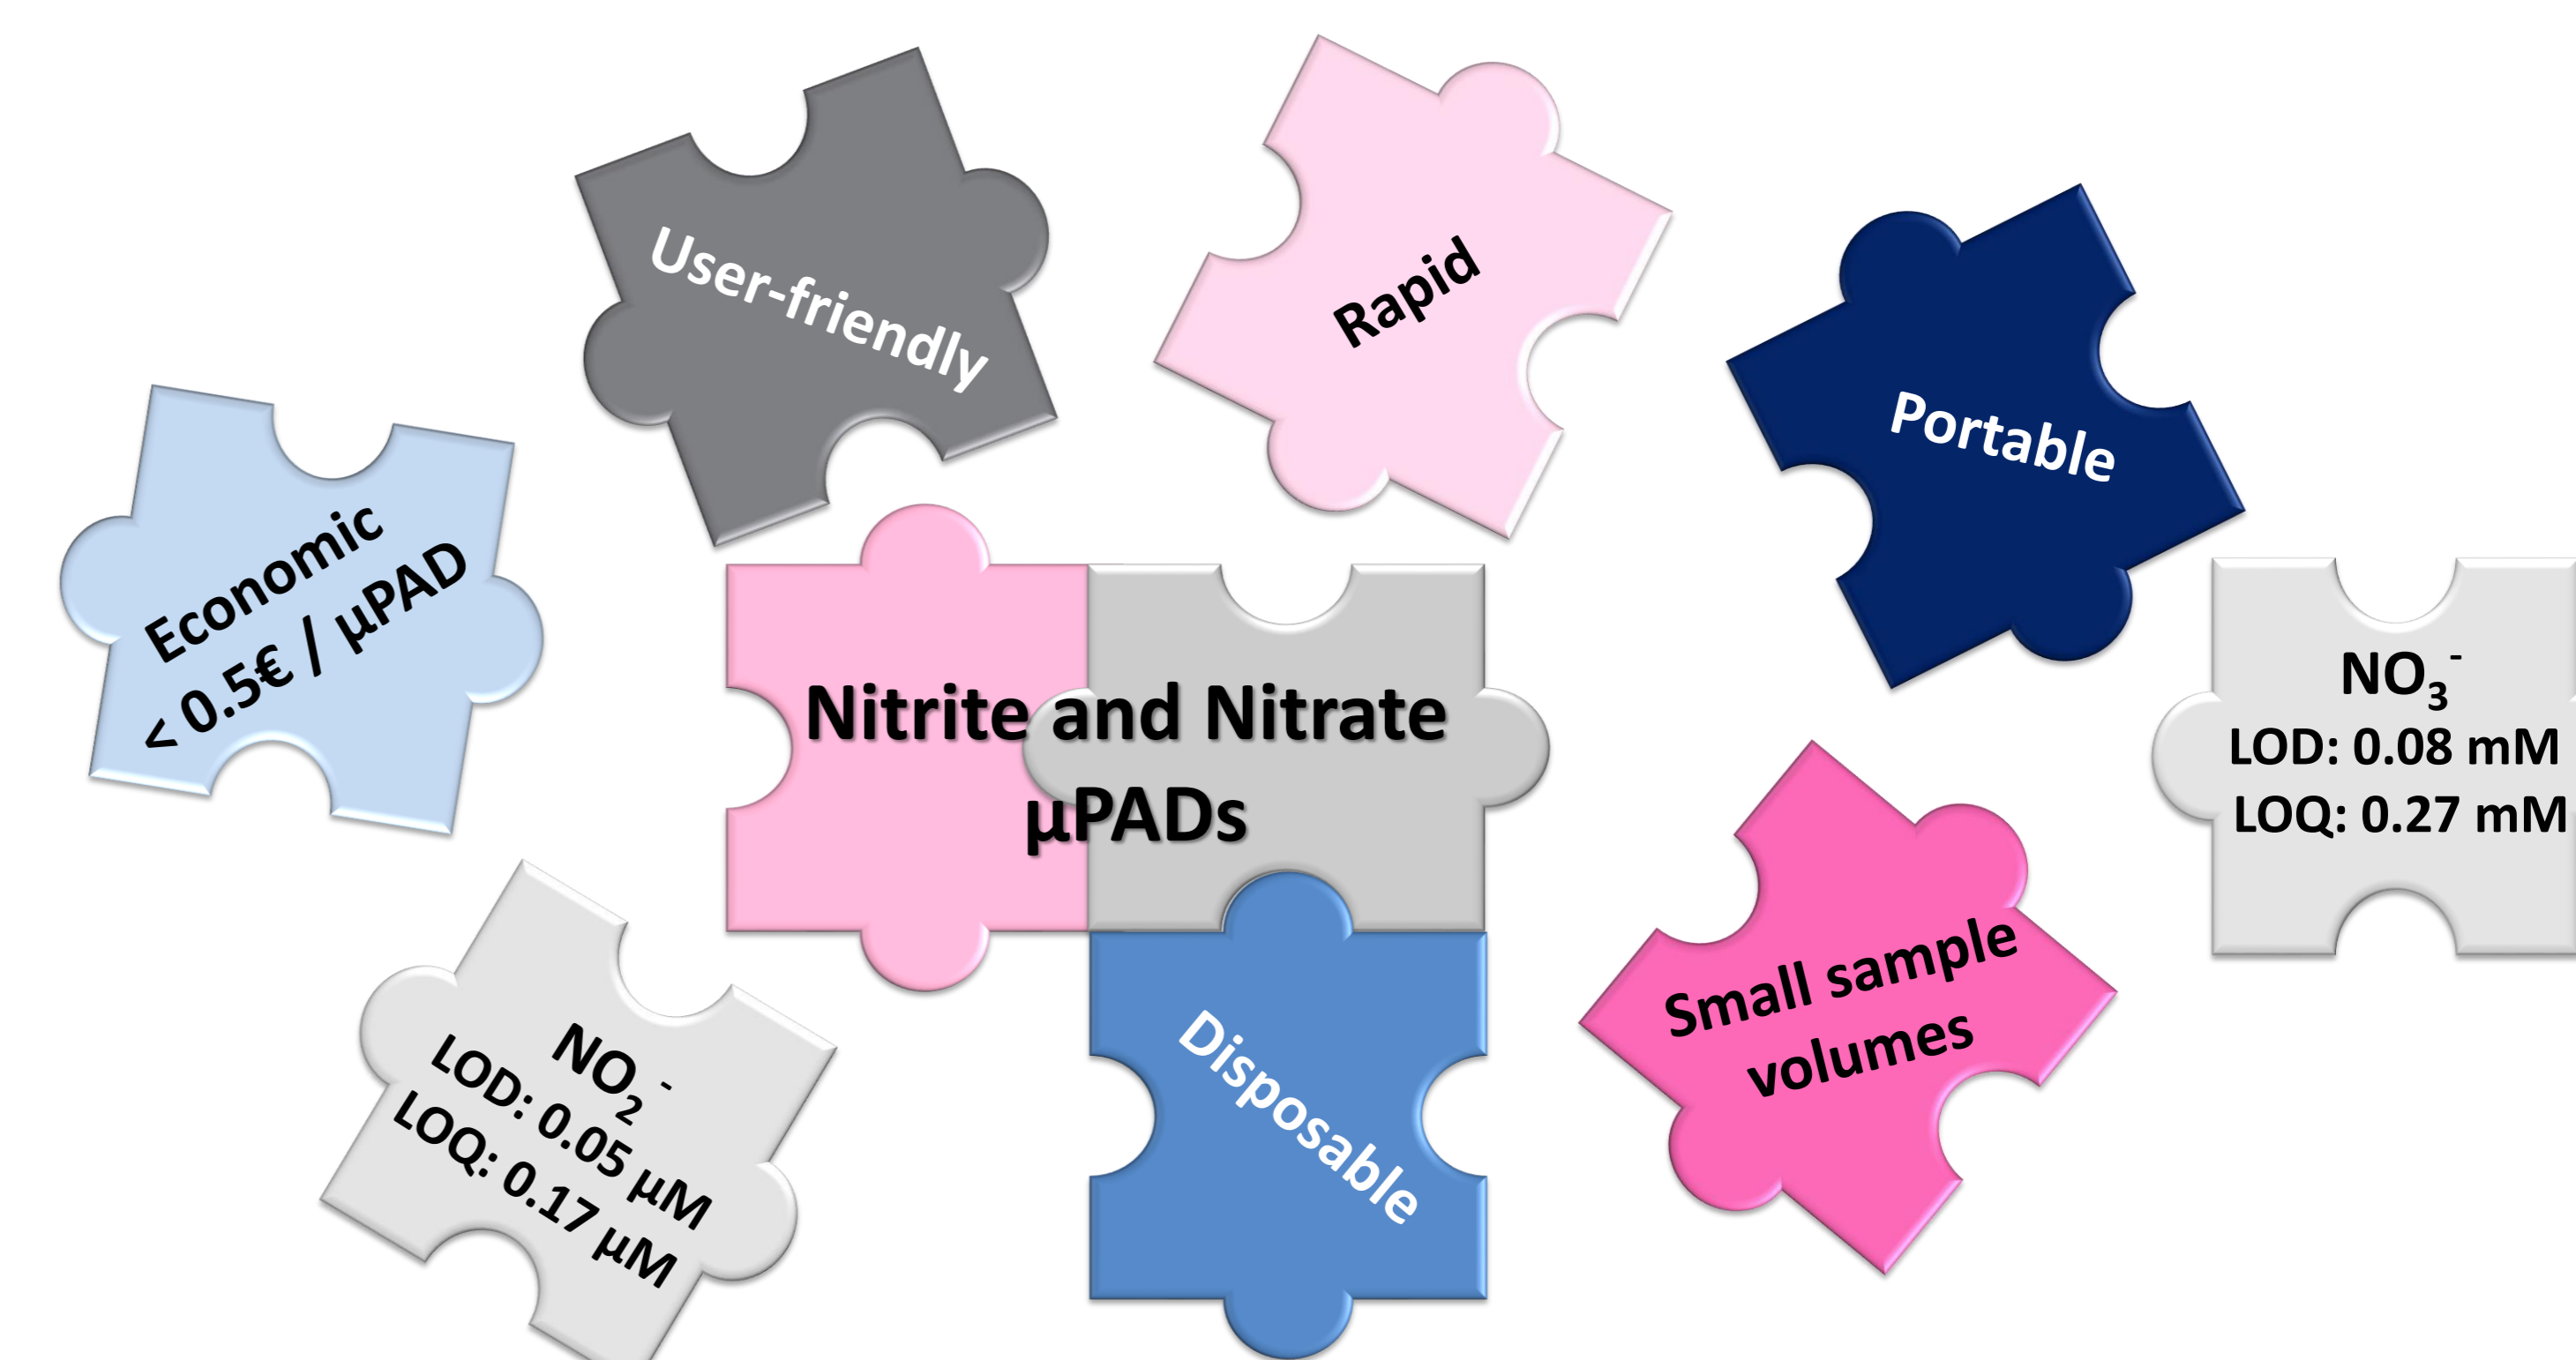 User-friendly
Rapid
Portable
Economic
< 0.5€ / µPAD
Nitrite and Nitrate
µPADs
NO₃⁻
LOD: 0.08 mM
LOQ: 0.27 mM
Small sample
volumes
Disposable
NO₂⁻
LOD: 0.05 µM
LOQ: 0.17 µM